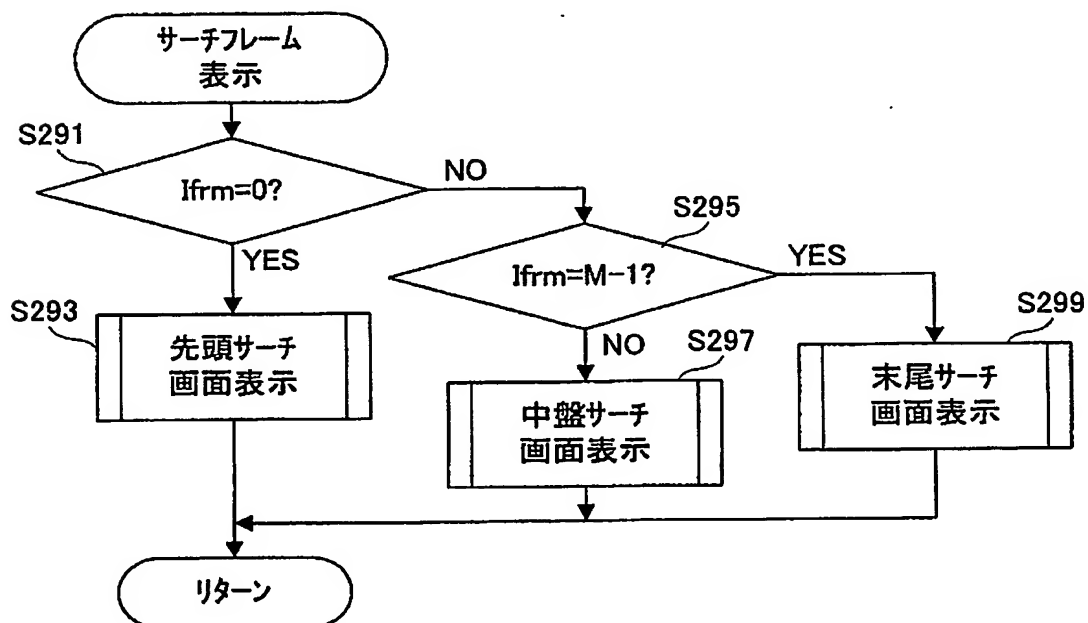 サーチフレーム
表示
S291
Ifrm=0?
NO
YES
S295
Ifrm=M-1?
YES
NO
S293
先頭サーチ
画面表示
S297
中盤サーチ
画面表示
S299
末尾サーチ
画面表示
リターン